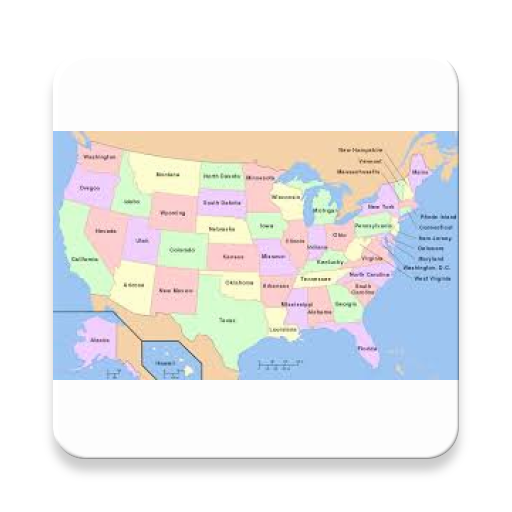 New Hampshire
Vermont
Massachusetts
Washington
Montana
North Dakota
Minnesota
Maine
Oregon
Idaho
Wyoming
South Dakota
Wisconsin
Michigan
New York
Rhode Island
Connecticut
New Jersey
Delaware
Maryland
Washington, D.C.
West Virginia
Nevada
Utah
Colorado
Nebraska
Iowa
Illinois
Indiana
Ohio
Pennsylvania
California
Kansas
Missouri
Kentucky
Virginia
Arizona
New Mexico
Oklahoma
Arkansas
Tennessee
North Carolina
South
Carolina
Texas
Louisiana
Mississippi
Alabama
Georgia
Florida
Alaska
Hawaii